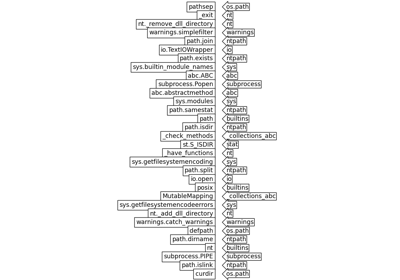 pathsep os.path
_exit nt
nt._remove_dll_directory nt
warnings.simplefilter warnings
path.join ntpath
io.TextIOWrapper io
path.exists ntpath
sys.builtin_module_names sys
abc.ABC abc
subprocess.Popen subprocess
abc.abstractmethod abc
sys.modules sys
path.samestat ntpath
path builtins
path.isdir ntpath
_check_methods _collections_abc
st.S_ISDIR stat
_have_functions nt
sys.getfilesystemencoding sys
path.split ntpath
io.open io
posix builtins
MutableMapping _collections_abc
sys.getfilesystemencodeerrors sys
nt._add_dll_directory nt
warnings.catch_warnings warnings
defpath os.path
path.dirname ntpath
nt builtins
subprocess.PIPE subprocess
path.islink ntpath
curdir os.path